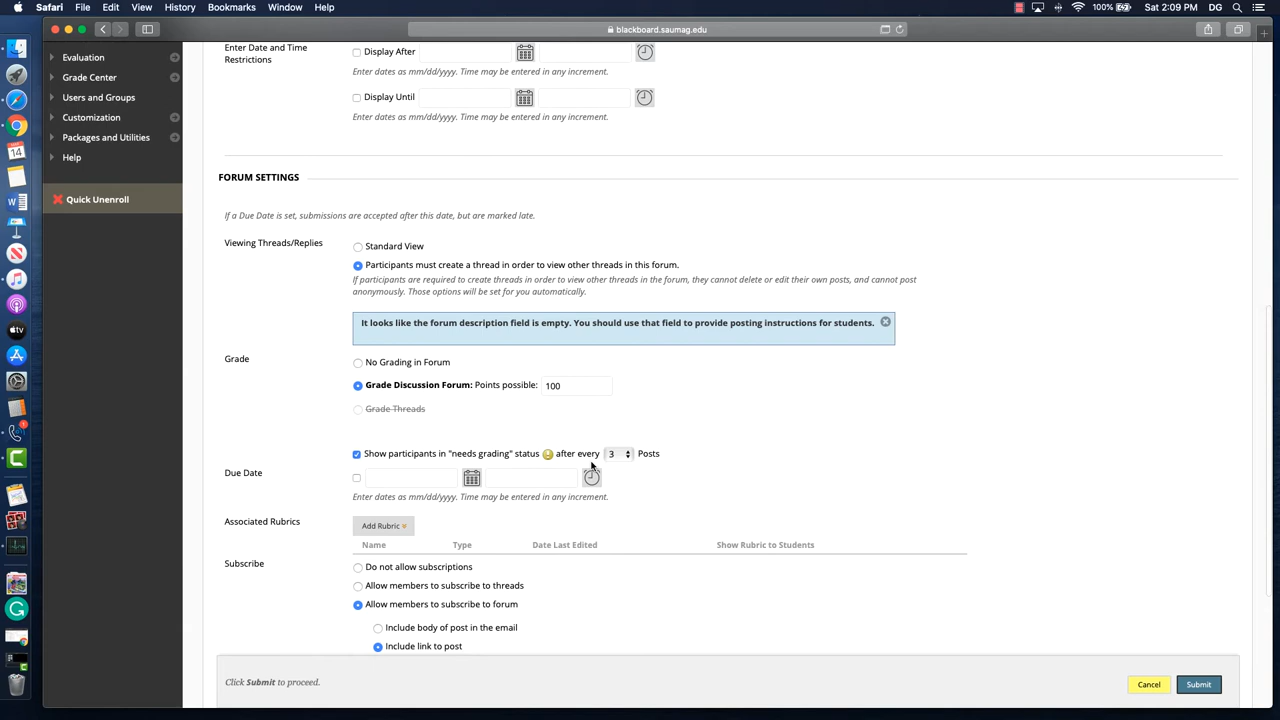 Safari File Edit View History Bookmarks Window Help 100% Sat 2:09 PM
blackboard.saumag.edu
Evaluation
Grade Center
Users and Groups
Customization
Packages and Utilities
Help
Quick Unenroll
Enter Date and Time
Restrictions
Display After
Enter dates as mm/dd/yyyy. Time may be entered in any increment.
Display Until
Enter dates as mm/dd/yyyy. Time may be entered in any increment.
FORUM SETTINGS
If a Due Date is set, submissions are accepted after this date, but are marked late.
Viewing Threads/Replies
Standard View
Participants must create a thread in order to view other threads in this forum.
If participants are required to create threads in order to view other threads in the forum, they cannot delete or edit their own posts, and cannot post
anonymously. Those options will be set for you automatically.
It looks like the forum description field is empty. You should use that field to provide posting instructions for students.
Grade
No Grading in Forum
Grade Discussion Forum: Points possible: 100
Grade Threads
Show participants in "needs grading" status after every 3 Posts
Due Date
Enter dates as mm/dd/yyyy. Time may be entered in any increment.
Associated Rubrics
Add Rubric
Name Type Date Last Edited Show Rubric to Students
Subscribe
Do not allow subscriptions
Allow members to subscribe to threads
Allow members to subscribe to forum
Include body of post in the email
Include link to post
Click Submit to proceed.
Cancel Submit